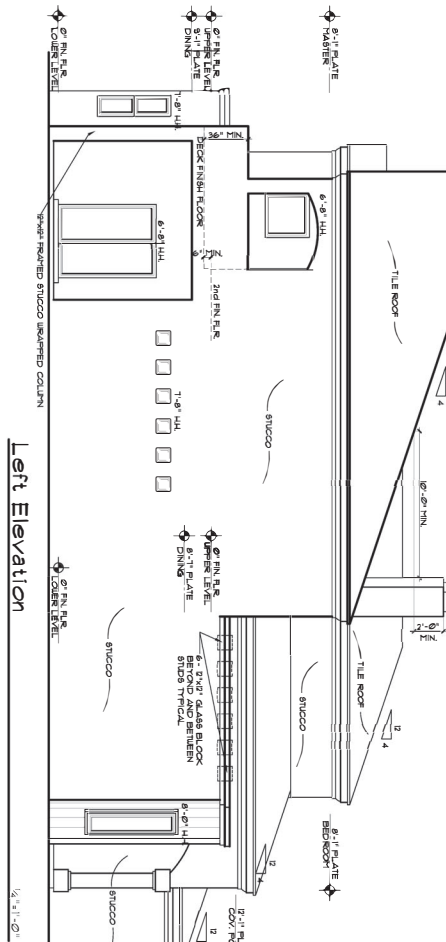 8'-1" PLATE
MASTER
0" FIN. FLR.
UPPER LEVEL
8'-1" PLATE
DINING
0" FIN. FLR.
LOWER LEVEL
TILE ROOF
4
10'-0" MIN.
2'-0"
MIN.
TILE ROOF
12
4
8'-1" PLATE
BEDROOM
36" MIN.
6'-8" H.H.
7'-8" H.H.
DECK FINISH FLOOR
6" MIN.
2nd FIN. FLR.
6'-8" H.H.
STUCCO
STUCCO
7'-8" H.H.
0" FIN. FLR.
UPPER LEVEL
8'-1" PLATE
DINING
6 - 12"x12" GLASS BLOCK
BEYOND AND BETWEEN
STUDS TYPICAL
12
4
12'-1" PL
COV. P
12
STUCCO
8'-0" H
STUCCO
0" FIN. FLR.
LOWER LEVEL
12"x12" FRAMED STUCCO WRAPPED COLUMN
Left Elevation
1/4"=1'-0"